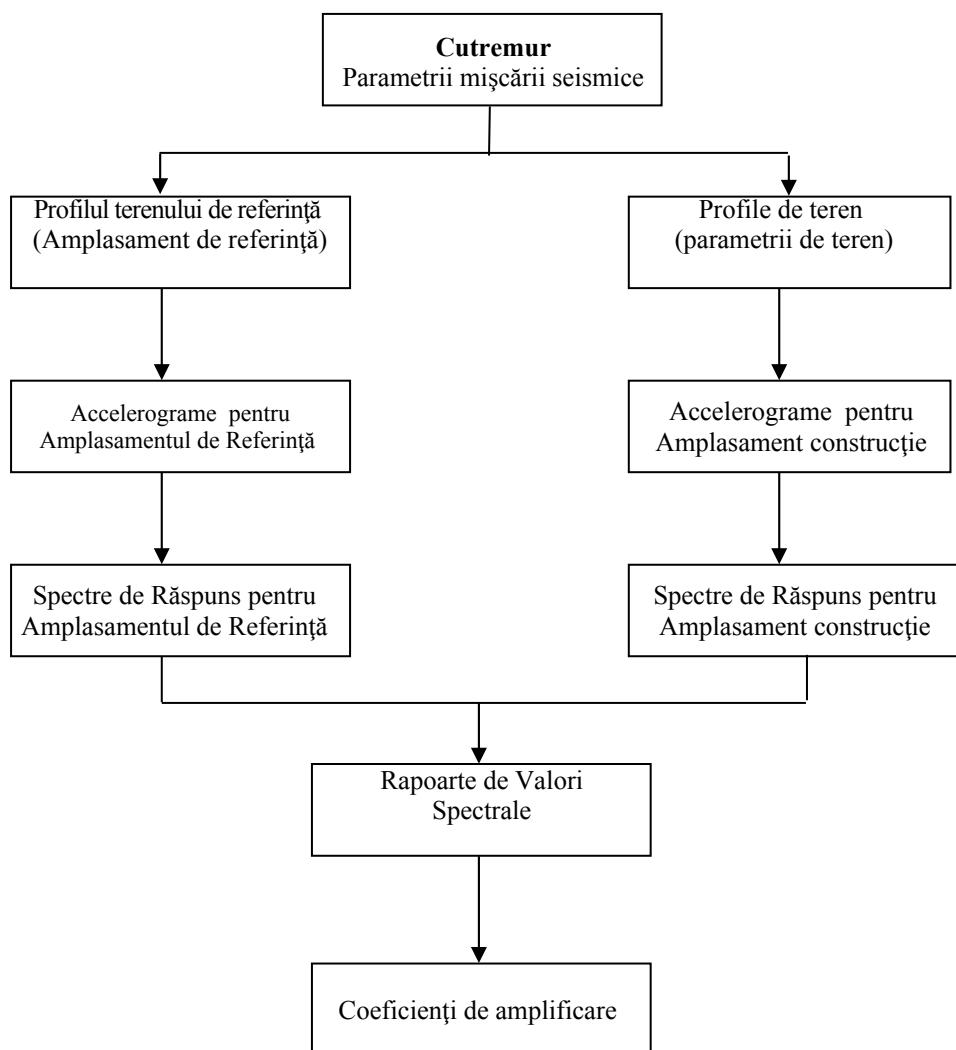 Cutremur
Parametrii mişcării seismice
Profilul terenului de referinţă
(Amplasament de referinţă)
Profile de teren
(parametrii de teren)
Accelerograme pentru
Amplasamentul de Referinţă
Accelerograme pentru
Amplasament construcţie
Spectre de Răspuns pentru
Amplasamentul de Referinţă
Spectre de Răspuns pentru
Amplasament construcţie
Rapoarte de Valori
Spectrale
Coeficienţi de amplificare